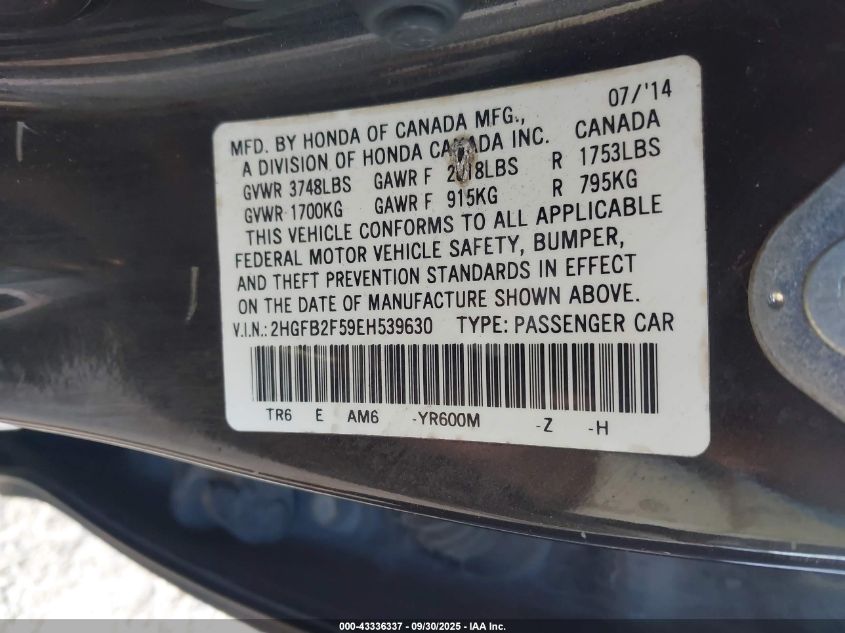 07/'14
MFD. BY HONDA OF CANADA MFG.,
A DIVISION OF HONDA CANADA INC. CANADA
GVWR 3748LBS GAWR F LBS R 1753LBS
GVWR 1700KG GAWR F 915KG R 795KG
THIS VEHICLE CONFORMS TO ALL APPLICABLE
FEDERAL MOTOR VEHICLE SAFETY, BUMPER,
AND THEFT PREVENTION STANDARDS IN EFFECT
ON THE DATE OF MANUFACTURE SHOWN ABOVE.
V.I.N.: 2HGFB2F59EH539630 TYPE: PASSENGER CAR
TR6 E AM6 -YR600M -Z -H
000-43336337 - 09/30/2025 - IAA Inc.